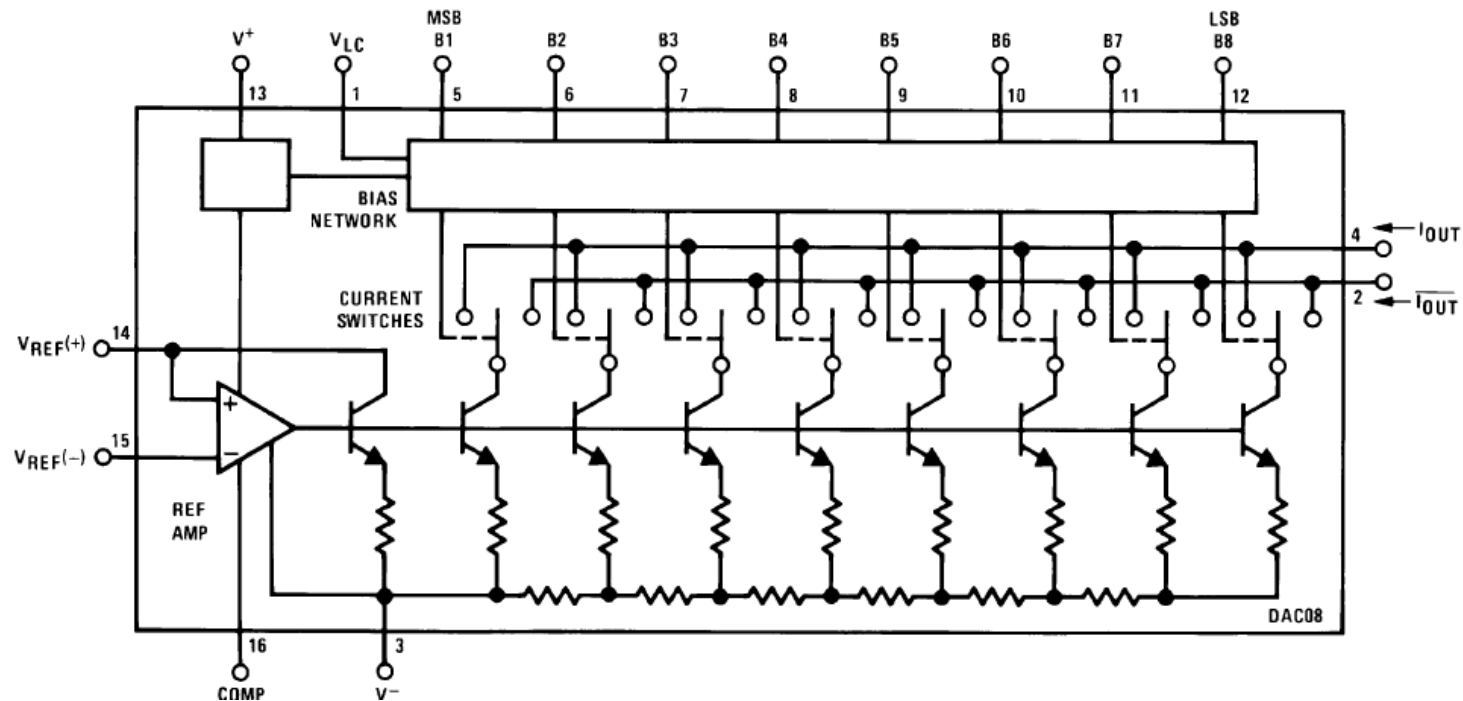 MSB LSB
V+ VLC B1 B2 B3 B4 B5 B6 B7 B8
13 1 5 6 7 8 9 10 11 12
BIAS
NETWORK
4 IOUT
CURRENT
SWITCHES
2 IOUT
14
VREF(+)
+
15
VREF(−)
−
REF
AMP
DAC08
16 3
COMP V−